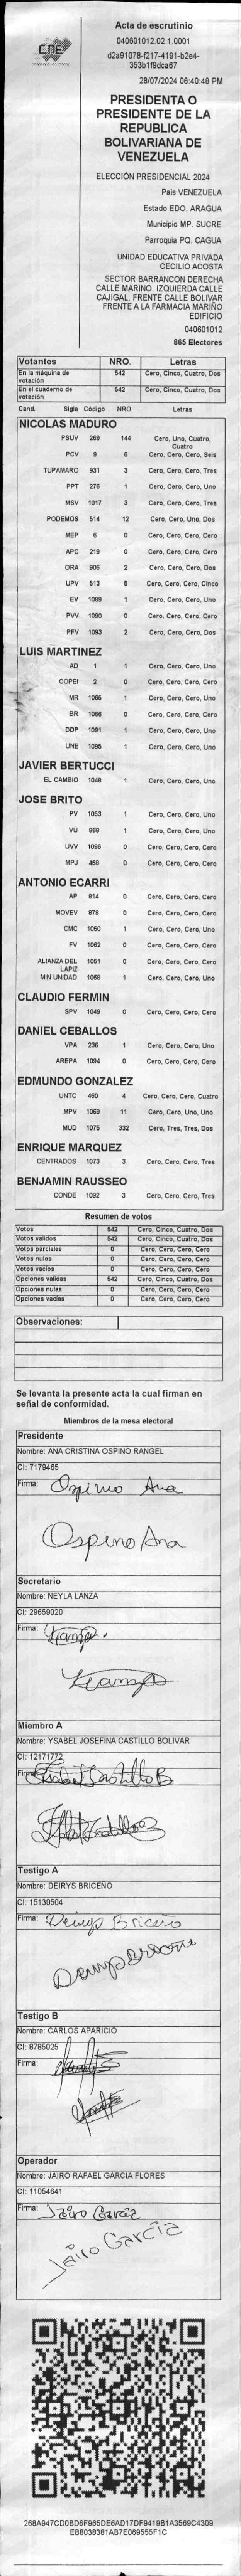 CNE
Acta de escrutinio
040601012.02.1.0001
d2a91078-f217-4191-b2e4-
353b1f9dca67
28/07/2024 06:40:48 PM
PRESIDENTA O
PRESIDENTE DE LA
REPUBLICA
BOLIVARIANA DE
VENEZUELA
ELECCIÓN PRESIDENCIAL 2024
Pais VENEZUELA
Estado EDO. ARAGUA
Municipio MP. SUCRE
Parroquia PQ. CAGUA
UNIDAD EDUCATIVA PRIVADA
CECILIO ACOSTA
SECTOR BARRANCON DERECHA
CALLE MARINO. IZQUIERDA CALLE
CAJIGAL. FRENTE CALLE BOLIVAR
FRENTE A LA FARMACIA MARIÑO
EDIFICIO
040601012
865 Electores
Votantes NRO. Letras
En la máquina de votación 542 Cero, Cinco, Cuatro, Dos
En el cuaderno de votación 542 Cero, Cinco, Cuatro, Dos
Cand. Sigla Código NRO. Letras
NICOLAS MADURO
PSUV 269 144 Cero, Uno, Cuatro, Cuatro
PCV 9 6 Cero, Cero, Cero, Seis
TUPAMARO 931 3 Cero, Cero, Cero, Tres
PPT 276 1 Cero, Cero, Cero, Uno
MSV 1017 3 Cero, Cero, Cero, Tres
PODEMOS 514 12 Cero, Cero, Uno, Dos
MEP 6 0 Cero, Cero, Cero, Cero
APC 219 0 Cero, Cero, Cero, Cero
ORA 906 2 Cero, Cero, Cero, Dos
UPV 513 5 Cero, Cero, Cero, Cinco
EV 1089 1 Cero, Cero, Cero, Uno
PVV 1090 0 Cero, Cero, Cero, Cero
PFV 1093 2 Cero, Cero, Cero, Dos
LUIS MARTINEZ
AD 1 1 Cero, Cero, Cero, Uno
COPEI 2 0 Cero, Cero, Cero, Cero
MR 1065 1 Cero, Cero, Cero, Uno
BR 1066 0 Cero, Cero, Cero, Cero
DDP 1091 1 Cero, Cero, Cero, Uno
UNE 1095 1 Cero, Cero, Cero, Uno
JAVIER BERTUCCI
EL CAMBIO 1048 1 Cero, Cero, Cero, Uno
JOSE BRITO
PV 1053 1 Cero, Cero, Cero, Uno
VU 868 1 Cero, Cero, Cero, Uno
UVV 1096 0 Cero, Cero, Cero, Cero
MPJ 458 0 Cero, Cero, Cero, Cero
ANTONIO ECARRI
AP 914 0 Cero, Cero, Cero, Cero
MOVEV 878 0 Cero, Cero, Cero, Cero
CMC 1050 1 Cero, Cero, Cero, Uno
FV 1062 0 Cero, Cero, Cero, Cero
ALIANZA DEL LAPIZ 1051 0 Cero, Cero, Cero, Cero
MIN UNIDAD 1068 1 Cero, Cero, Cero, Uno
CLAUDIO FERMIN
SPV 1049 0 Cero, Cero, Cero, Cero
DANIEL CEBALLOS
VPA 236 1 Cero, Cero, Cero, Uno
AREPA 1094 0 Cero, Cero, Cero, Cero
EDMUNDO GONZALEZ
UNTC 460 4 Cero, Cero, Cero, Cuatro
MPV 1069 11 Cero, Cero, Uno, Uno
MUD 1075 332 Cero, Tres, Tres, Dos
ENRIQUE MARQUEZ
CENTRADOS 1073 3 Cero, Cero, Cero, Tres
BENJAMIN RAUSSEO
CONDE 1092 3 Cero, Cero, Cero, Tres
Resumen de votos
Votos 542 Cero, Cinco, Cuatro, Dos
Votos validos 542 Cero, Cinco, Cuatro, Dos
Votos parciales 0 Cero, Cero, Cero, Cero
Votos nulos 0 Cero, Cero, Cero, Cero
Votos vacios 0 Cero, Cero, Cero, Cero
Opciones validas 542 Cero, Cinco, Cuatro, Dos
Opciones nulas 0 Cero, Cero, Cero, Cero
Opciones vacías 0 Cero, Cero, Cero, Cero
Observaciones:
Se levanta la presente acta la cual firman en
señal de conformidad.
Miembros de la mesa electoral
Presidente
Nombre: ANA CRISTINA OSPINO RANGEL
CI: 7179465
Firma: Ospino Ana
Ospino Ana
Secretario
Nombre: NEYLA LANZA
CI: 29659020
Firma:
Miembro A
Nombre: YSABEL JOSEFINA CASTILLO BOLIVAR
CI: 12171772
Firma: Ysabel Castillo B
Testigo A
Nombre: DEIRYS BRICEÑO
CI: 15130504
Firma: Deirys Briceño
Deirys Briceño
Testigo B
Nombre: CARLOS APARICIO
CI: 8785025
Firma:
Operador
Nombre: JAIRO RAFAEL GARCIA FLORES
CI: 11054641
Firma: Jairo García
Jairo García
268A947CD0BD6F965DE6AD17DF9419B1A3569C4309
EB8038381AB7E069555F1C